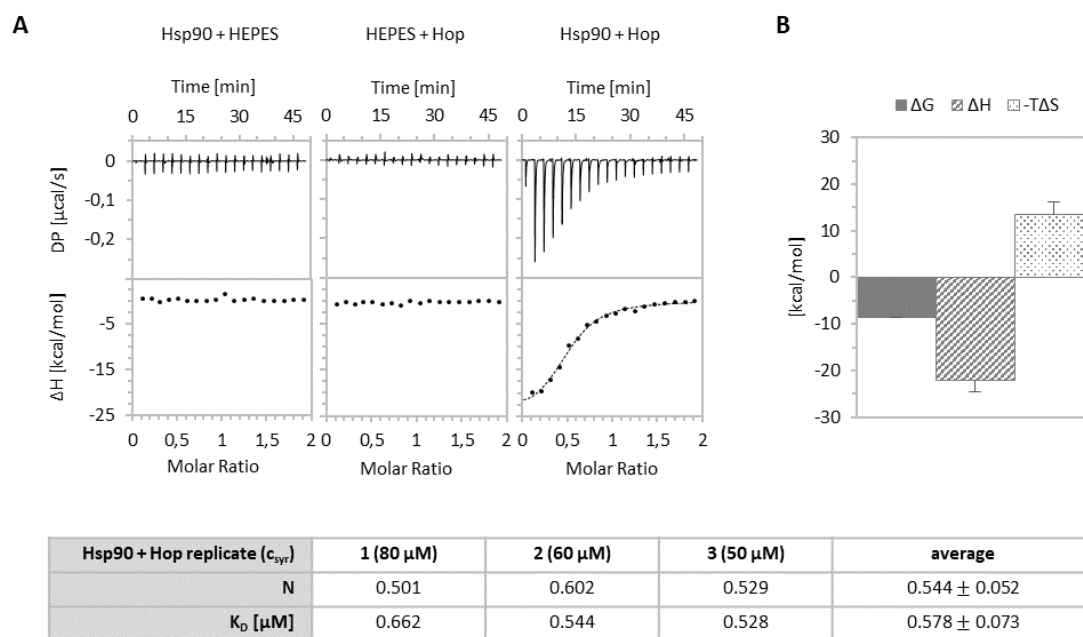 A
B
Hsp90 + HEPES HEPES + Hop Hsp90 + Hop
Time [min] Time [min] Time [min]
0 15 30 45 0 15 30 45 0 15 30 45
ΔG ΔH -TΔS
DP [µcal/s]
0
-0,1
-0,2
ΔH [kcal/mol]
-5
-15
-25
0 0,5 1 1,5 2 0 0,5 1 1,5 2 0 0,5 1 1,5 2
Molar Ratio Molar Ratio Molar Ratio
[kcal/mol]
30
20
10
0
-10
-20
-30
Hsp90 + Hop replicate (csyr) 1 (80 µM) 2 (60 µM) 3 (50 µM) average
N 0.501 0.602 0.529 0.544 ± 0.052
KD [µM] 0.662 0.544 0.528 0.578 ± 0.073